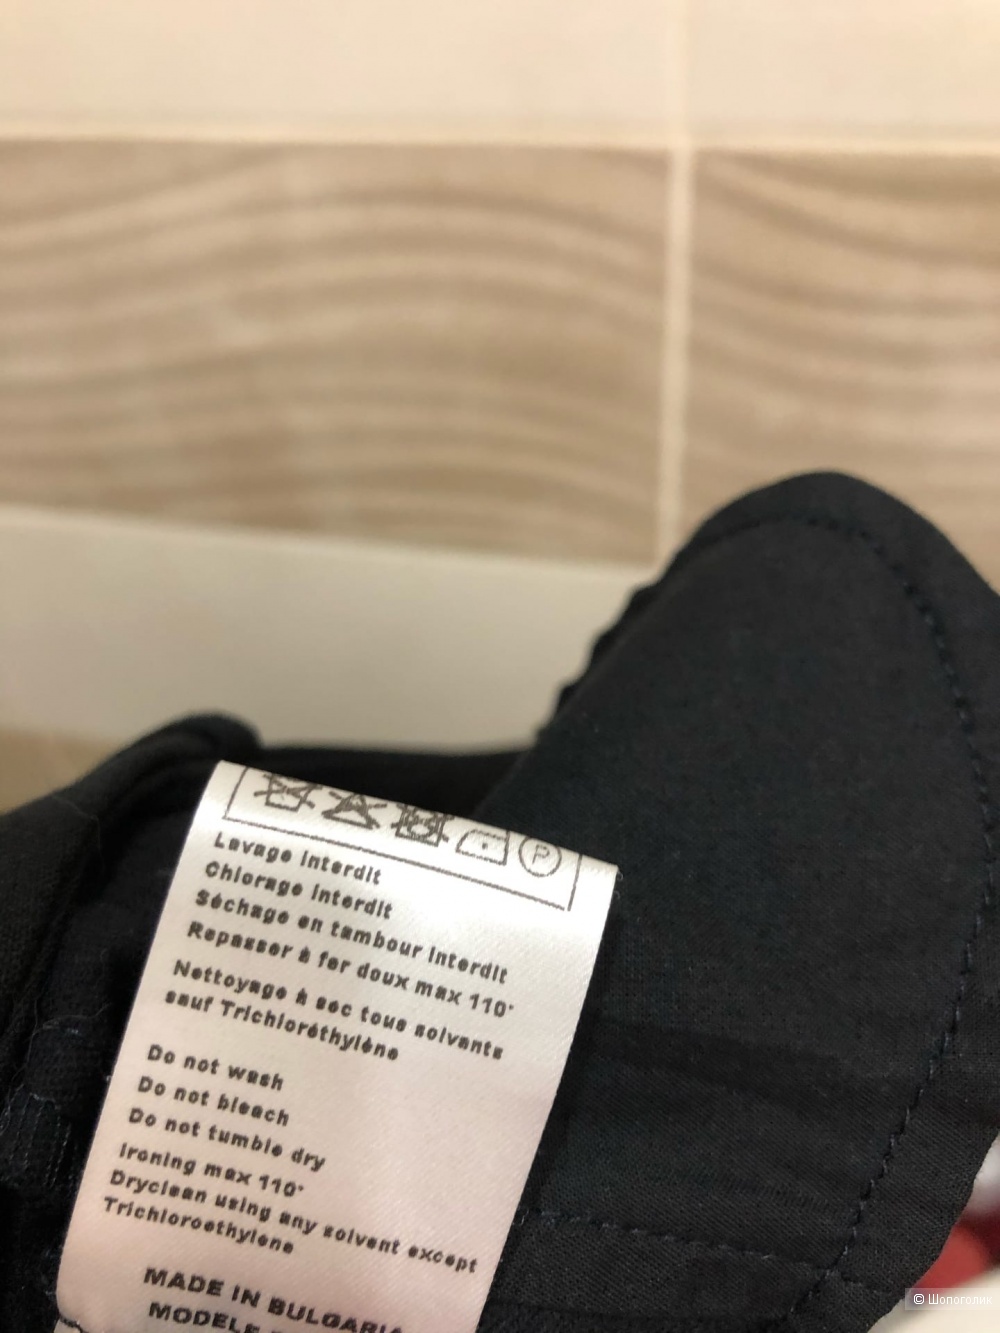 P
Lavage interdit
Chlorage interdit
Séchage en tambour interdit
Repasser à fer doux max 110°
Nettoyage à sec tous solvants
sauf Trichloréthylène
Do not wash
Do not bleach
Do not tumble dry
Ironing max 110°
Dryclean using any solvent except
Trichloroethylene
MADE IN BULGARIA
MODELE
© Шопоголик